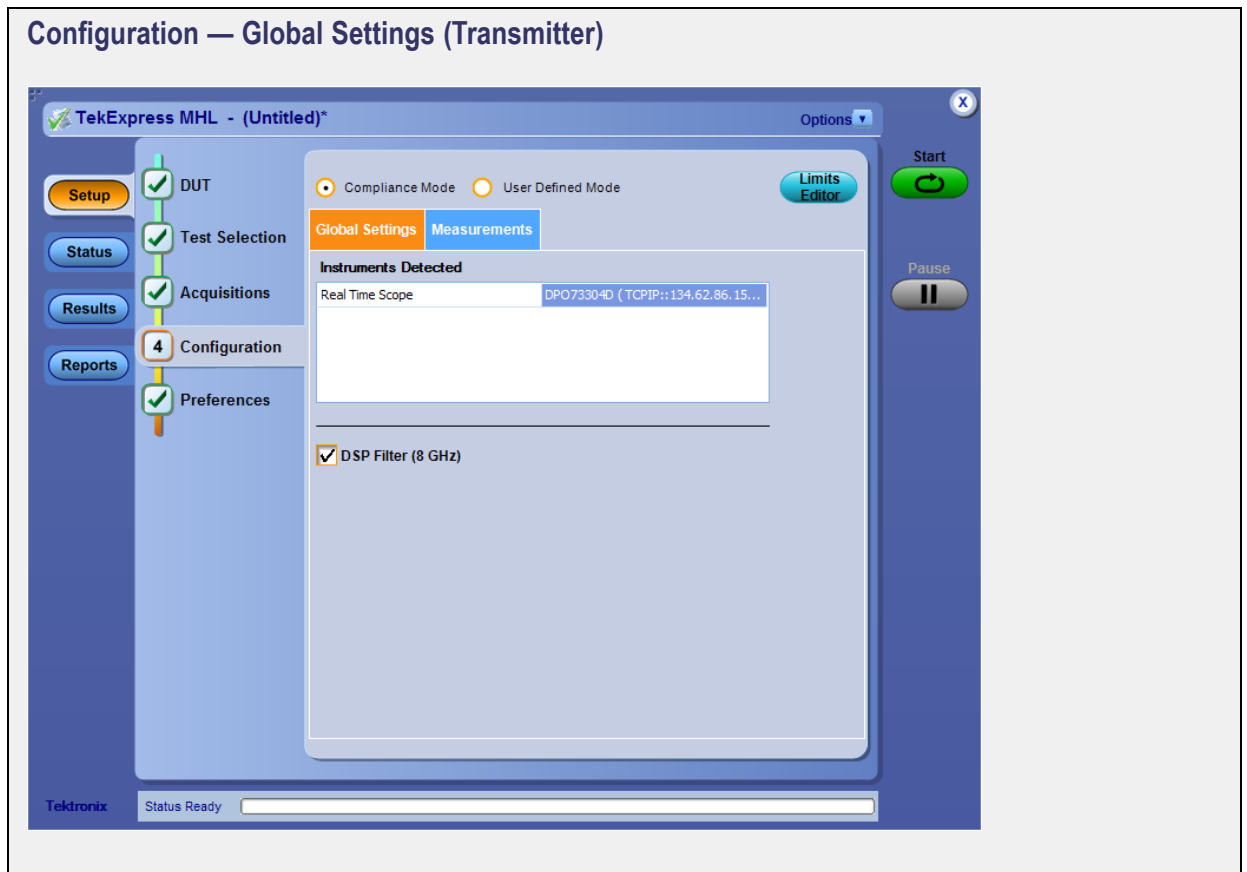 Configuration — Global Settings (Transmitter)
TekExpress MHL - (Untitled)*
Options
X
Setup
Status
Results
Reports
DUT
Test Selection
Acquisitions
4 Configuration
Preferences
Compliance Mode
User Defined Mode
Limits
Editor
Global Settings
Measurements
Instruments Detected
Real Time Scope
DPO73304D (TCPIP::134.62.86.15...
DSP Filter (8 GHz)
Start
Pause
Tektronix
Status Ready